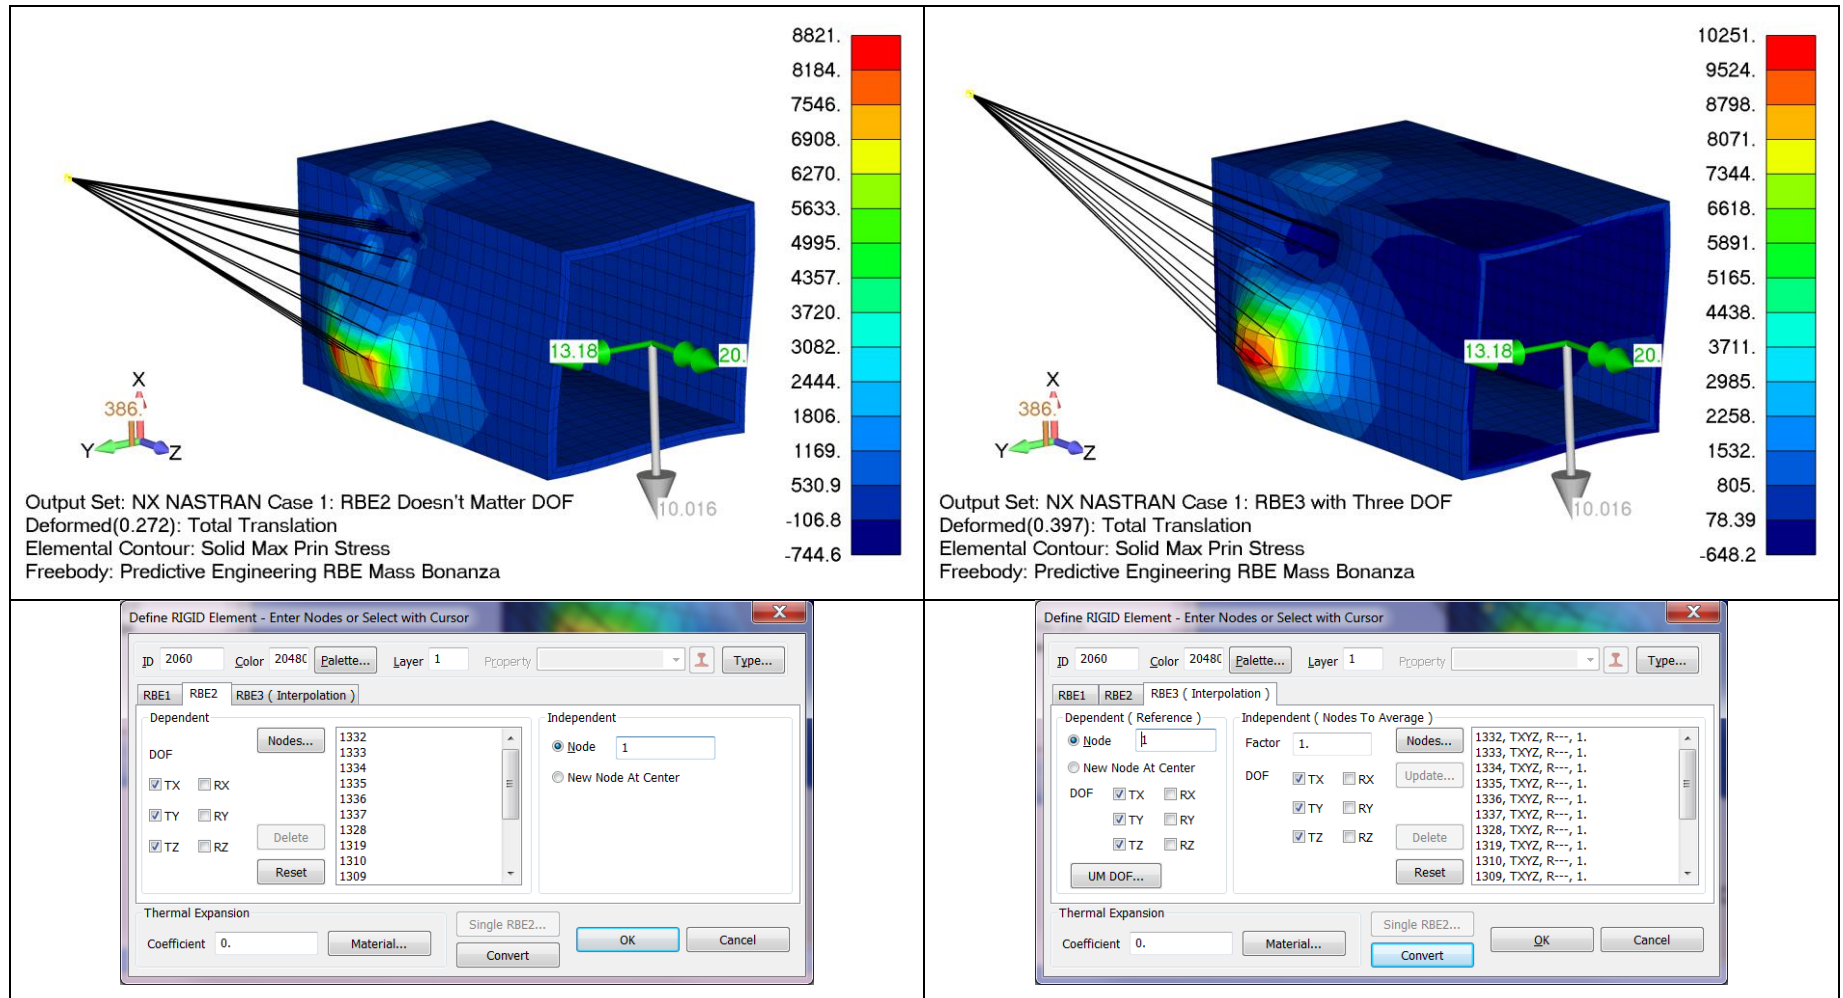 8821.
8184.
7546.
6908.
6270.
5633.
4995.
4357.
3720.
3082.
2444.
1806.
1169.
530.9
-106.8
-744.6
13.18
20.
10.016
X
386.
Y
Z
Output Set: NX NASTRAN Case 1: RBE2 Doesn't Matter DOF
Deformed(0.272): Total Translation
Elemental Contour: Solid Max Prin Stress
Freebody: Predictive Engineering RBE Mass Bonanza
10251.
9524.
8798.
8071.
7344.
6618.
5891.
5165.
4438.
3711.
2985.
2258.
1532.
805.
78.39
-648.2
13.18
20.
10.016
X
386.
Y
Z
Output Set: NX NASTRAN Case 1: RBE3 with Three DOF
Deformed(0.397): Total Translation
Elemental Contour: Solid Max Prin Stress
Freebody: Predictive Engineering RBE Mass Bonanza
Define RIGID Element - Enter Nodes or Select with Cursor
ID 2060 Color 2048 Palette... Layer 1 Property Type...
RBE1 RBE2 RBE3 ( Interpolation )
Dependent
DOF
TX RX
TY RY
TZ RZ
Nodes...
Delete
Reset
1332
1333
1334
1335
1336
1337
1328
1319
1310
1309
Independent
Node 1
New Node At Center
Thermal Expansion
Coefficient 0. Material...
Single RBE2...
Convert
OK Cancel
Define RIGID Element - Enter Nodes or Select with Cursor
ID 2060 Color 2048 Palette... Layer 1 Property Type...
RBE1 RBE2 RBE3 ( Interpolation )
Dependent ( Reference )
Node 1
New Node At Center
DOF TX RX
TY RY
TZ RZ
UM DOF...
Independent ( Nodes To Average )
Factor 1.
DOF TX RX
TY RY
TZ RZ
Nodes...
Update...
Delete
Reset
1332, TXYZ, R---, 1.
1333, TXYZ, R---, 1.
1334, TXYZ, R---, 1.
1335, TXYZ, R---, 1.
1336, TXYZ, R---, 1.
1337, TXYZ, R---, 1.
1328, TXYZ, R---, 1.
1319, TXYZ, R---, 1.
1310, TXYZ, R---, 1.
1309, TXYZ, R---, 1.
Thermal Expansion
Coefficient 0. Material...
Single RBE2...
Convert
OK Cancel